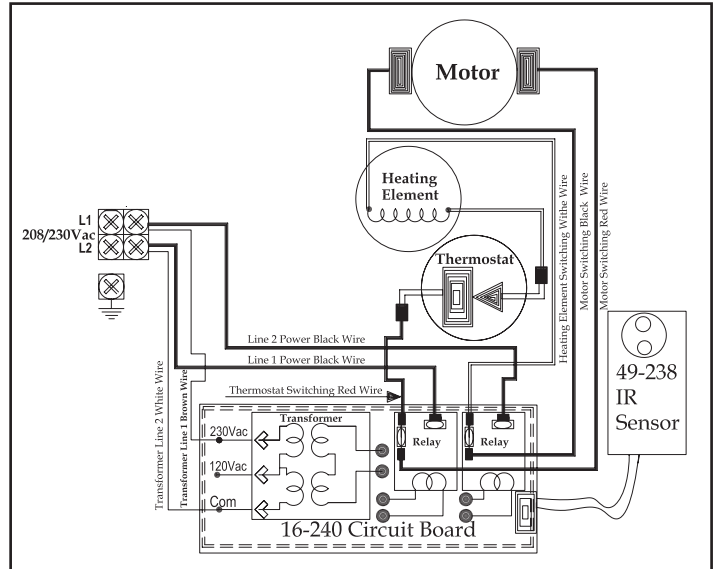 Motor
Heating
Element
Thermostat
L1
208/230Vac
L2
Heating Element Switching Withe Wire
Motor Switching Black Wire
Motor Switching Red Wire
Line 2 Power Black Wire
Line 1 Power Black Wire
Thermostat Switching Red Wire
Transformer Line 2 White Wire
Transformer Line 1 Brown Wire
49-238
IR
Sensor
Transformer
230Vac
120Vac
Com
Relay
Relay
16-240 Circuit Board